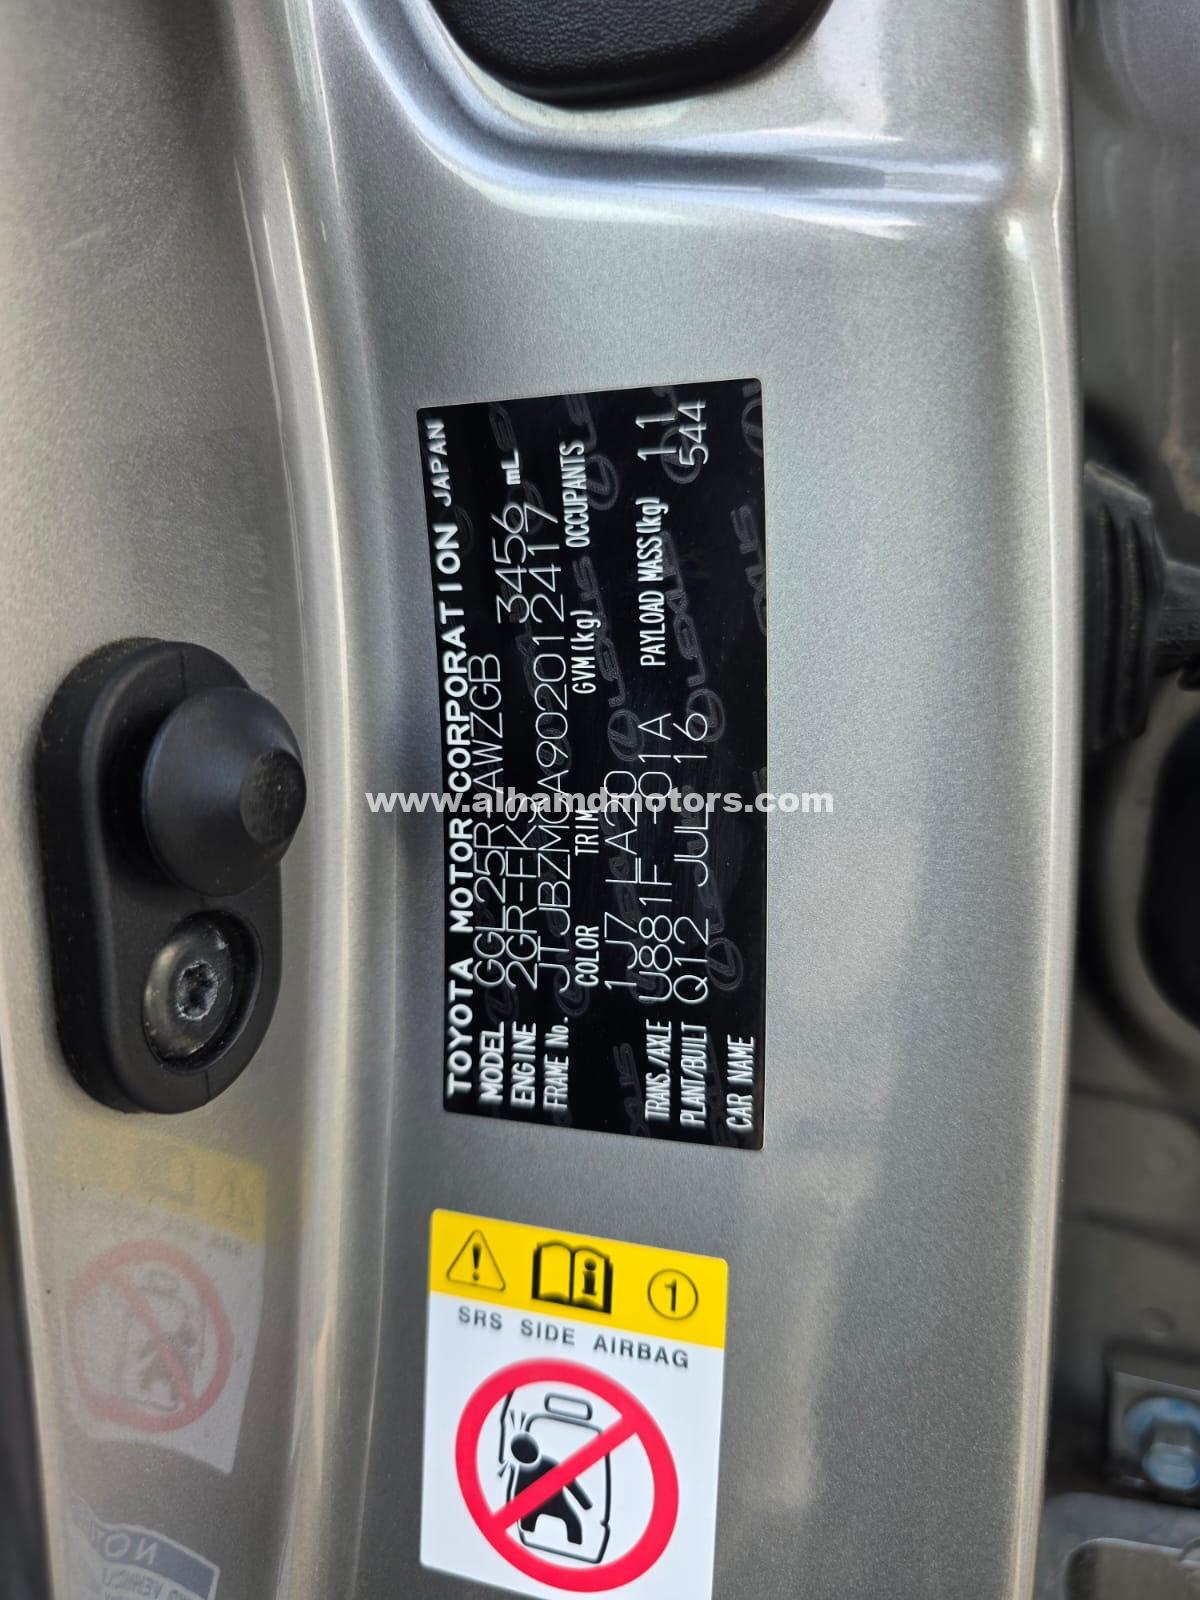 TOYOTA MOTOR CORPORATION JAPAN
MODEL GGL25R-AWZGB
ENGINE 2GR-FKS 3456 mL
FRAME No. JTJBZMCA902012417
COLOR TRIM GVM(kg) OCCUPANTS
1J7 LA20
TRANS./AXLE U881F -01A PAYLOAD MASS(kg) 11
PLANT/BUILT Q12 JUL 16 544
CAR NAME
LEXUS
www.alhamdmotors.com
1
SRS SIDE AIRBAG